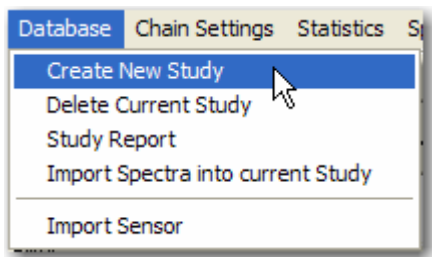 Database Chain Settings Statistics
Create New Study
Delete Current Study
Study Report
Import Spectra into current Study
Import Sensor